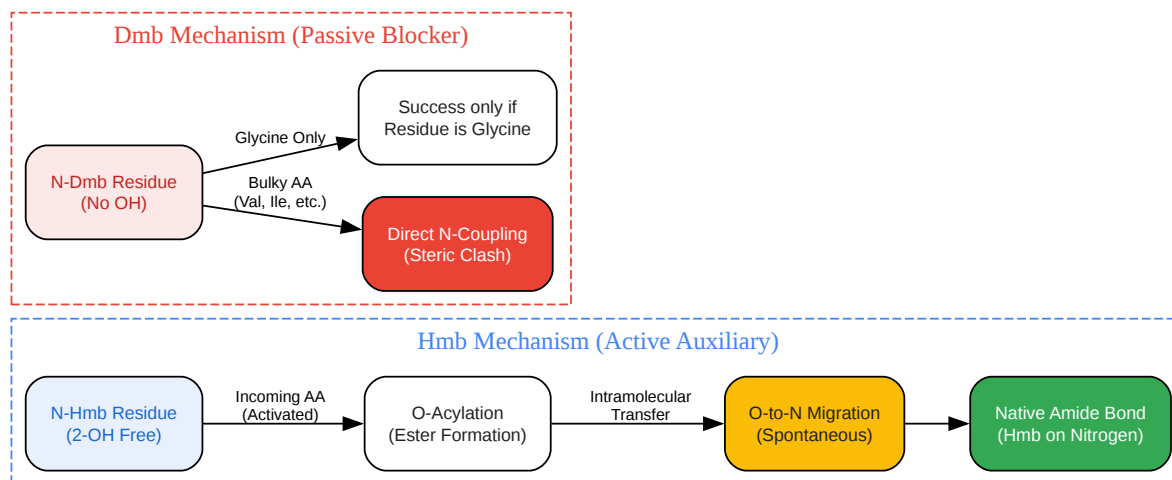 Dmb Mechanism (Passive Blocker)
Success only if
Residue is Glycine
Glycine Only
N-Dmb Residue
(No OH)
Bulky AA
(Val, Ile, etc.)
Direct N-Coupling
(Steric Clash)
Hmb Mechanism (Active Auxiliary)
N-Hmb Residue
(2-OH Free)
Incoming AA
(Activated)
O-Acylation
(Ester Formation)
Intramolecular
Transfer
O-to-N Migration
(Spontaneous)
Native Amide Bond
(Hmb on Nitrogen)